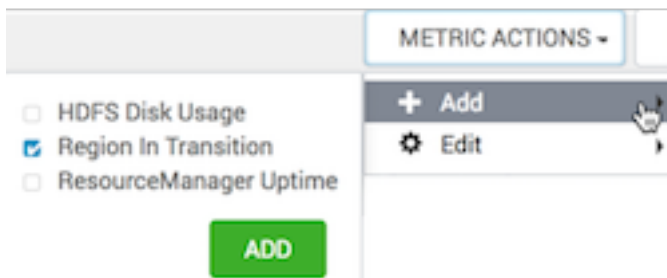 METRIC ACTIONS
Add
Edit
HDFS Disk Usage
Region In Transition
ResourceManager Uptime
ADD